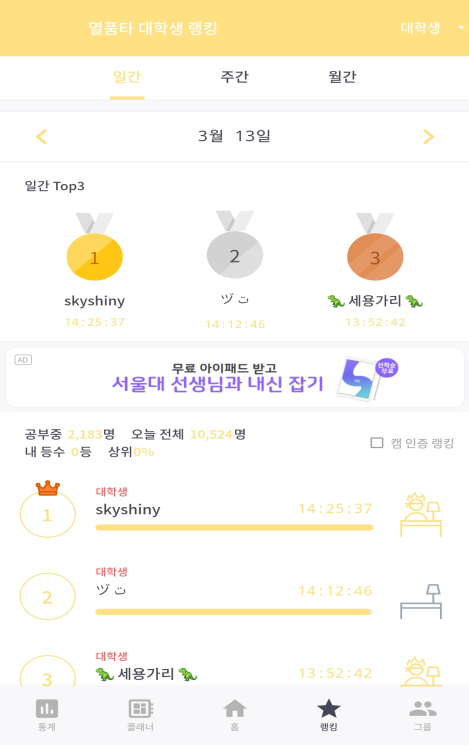 열품타 대학생 랭킹
대학생
일간 주간 월간
3월 13일
일간 Top3
1 2 3
skyshiny ヅ ت 🦖 세용가리 🦖
14:25:37 14:12:46 13:52:42
AD
무료 아이패드 받고
서울대 선생님과 내신 잡기
선착순
무료
공부중 2,183명 오늘 전체 10,524명
내 등수 0등 상위0%
캠 인증 랭킹
대학생
1 skyshiny 14:25:37
대학생
2 ヅ ت 14:12:46
대학생
3 🦖 세용가리 🦖 13:52:42
통계 플래너 홈 랭킹 그룹